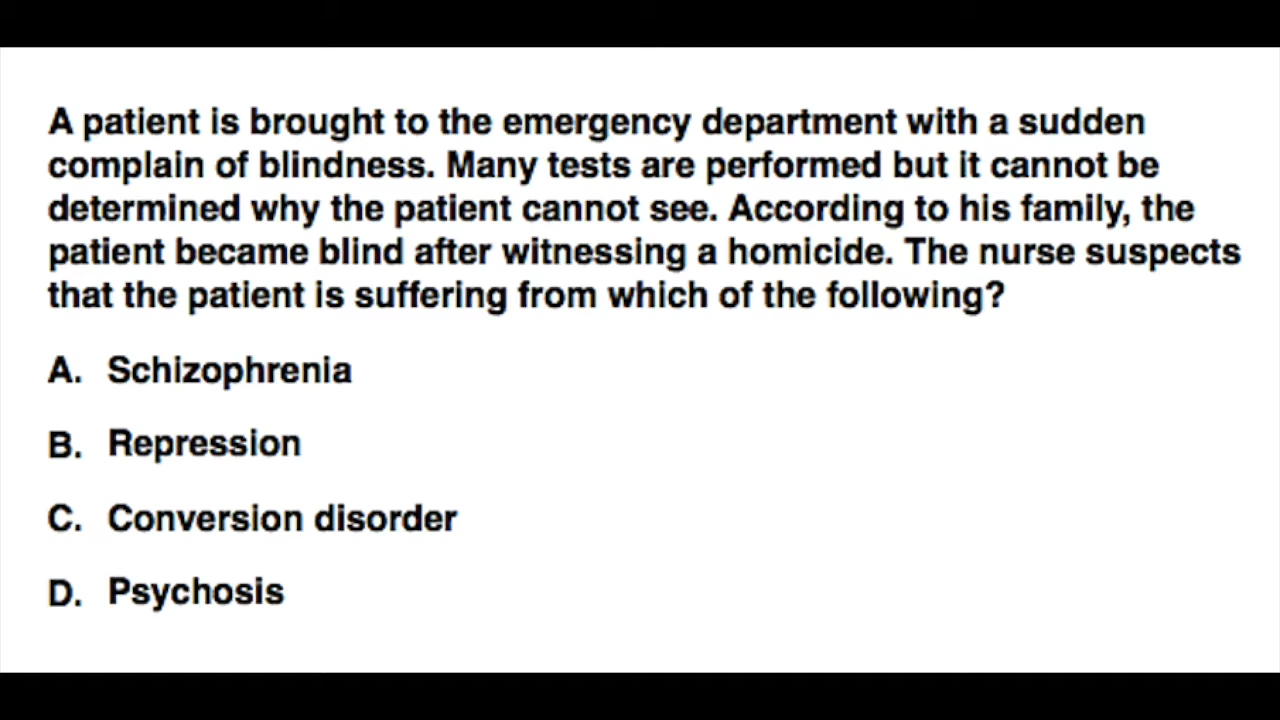 A patient is brought to the emergency department with a sudden
complain of blindness. Many tests are performed but it cannot be
determined why the patient cannot see. According to his family, the
patient became blind after witnessing a homicide. The nurse suspects
that the patient is suffering from which of the following?
A. Schizophrenia
B. Repression
C. Conversion disorder
D. Psychosis